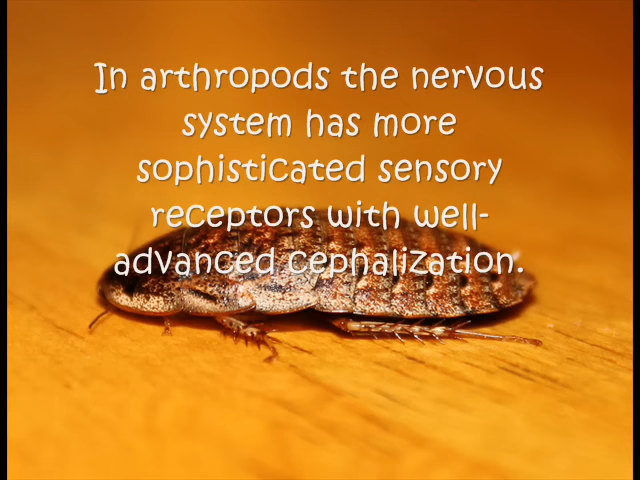 In arthropods the nervous
system has more
sophisticated sensory
receptors with well-
advanced cephalization.